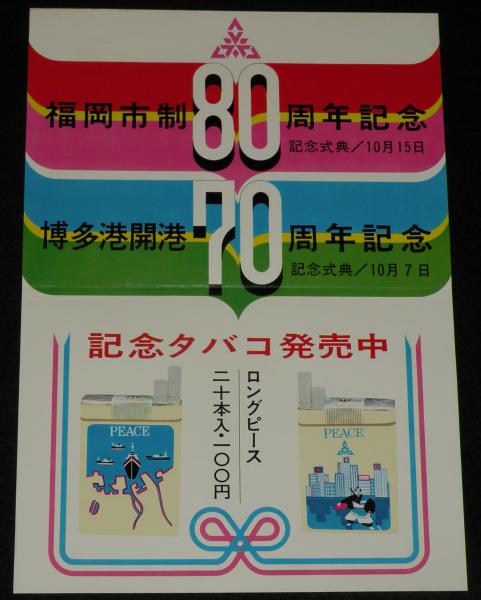 福岡市制80周年記念
記念式典/10月15日
博多港開港70周年記念
記念式典/10月7日
記念タバコ発売中
ロングピース
二十本入・一〇〇円
PEACE
PEACE